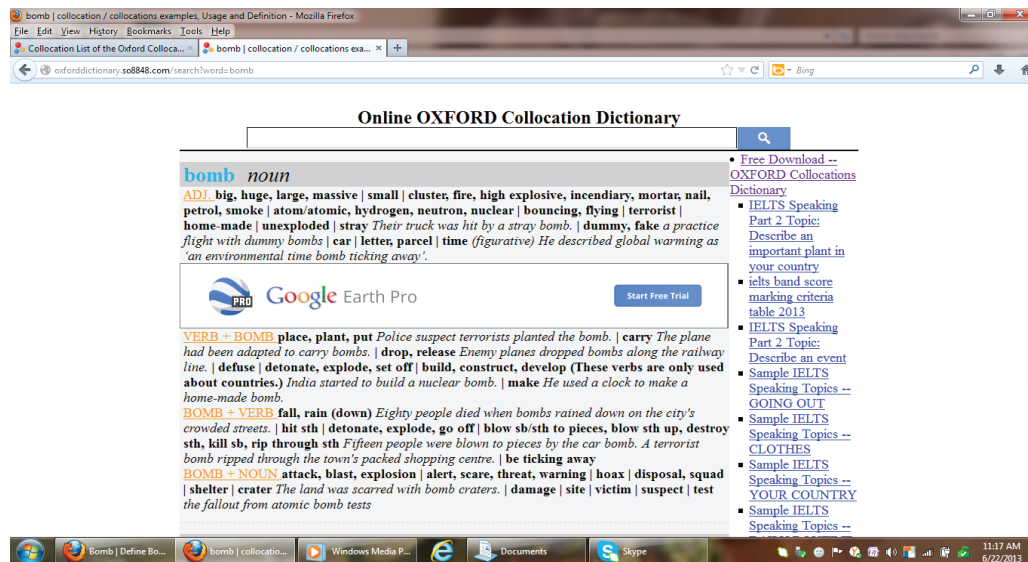 bomb | collocation / collocations examples, Usage and Definition - Mozilla Firefox
File Edit View History Bookmarks Tools Help
Collocation List of the Oxford Colloca... × bomb | collocation / collocations exa... × +
oxforddictionary.so8848.com/search?word=bomb Bing
Online OXFORD Collocation Dictionary
bomb noun
ADJ. big, huge, large, massive | small | cluster, fire, high explosive, incendiary, mortar, nail,
petrol, smoke | atom/atomic, hydrogen, neutron, nuclear | bouncing, flying | terrorist |
home-made | unexploded | stray Their truck was hit by a stray bomb. | dummy, fake a practice
flight with dummy bombs | car | letter, parcel | time (figurative) He described global warming as
‘an environmental time bomb ticking away’.
PRO Google Earth Pro Start Free Trial
VERB + BOMB place, plant, put Police suspect terrorists planted the bomb. | carry The plane
had been adapted to carry bombs. | drop, release Enemy planes dropped bombs along the railway
line. | defuse | detonate, explode, set off | build, construct, develop (These verbs are only used
about countries.) India started to build a nuclear bomb. | make He used a clock to make a
home-made bomb.
BOMB + VERB fall, rain (down) Eighty people died when bombs rained down on the city's
crowded streets. | hit sth | detonate, explode, go off | blow sb/sth to pieces, blow sth up, destroy
sth, kill sb, rip through sth Fifteen people were blown to pieces by the car bomb. A terrorist
bomb ripped through the town's packed shopping centre. | be ticking away
BOMB + NOUN attack, blast, explosion | alert, scare, threat, warning | hoax | disposal, squad
| shelter | crater The land was scarred with bomb craters. | damage | site | victim | suspect | test
the fallout from atomic bomb tests
Free Download --
OXFORD Collocations
Dictionary
IELTS Speaking
Part 2 Topic:
Describe an
important plant in
your country
ielts band score
marking criteria
table 2013
IELTS Speaking
Part 2 Topic:
Describe an event
Sample IELTS
Speaking Topics --
GOING OUT
Sample IELTS
Speaking Topics --
CLOTHES
Sample IELTS
Speaking Topics --
YOUR COUNTRY
Sample IELTS
Speaking Topics --
Bomb | Define Bo... bomb | collocatio... Windows Media P... Documents Skype 11:17 AM
6/22/2013